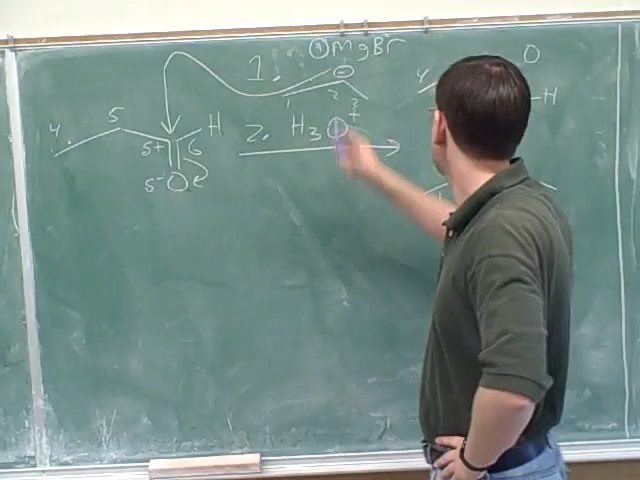 ⊕ MgBr
1. ⊖
1 2 3
4 5 6 H
δ+
δ- O
2. H3O+
O
4
H